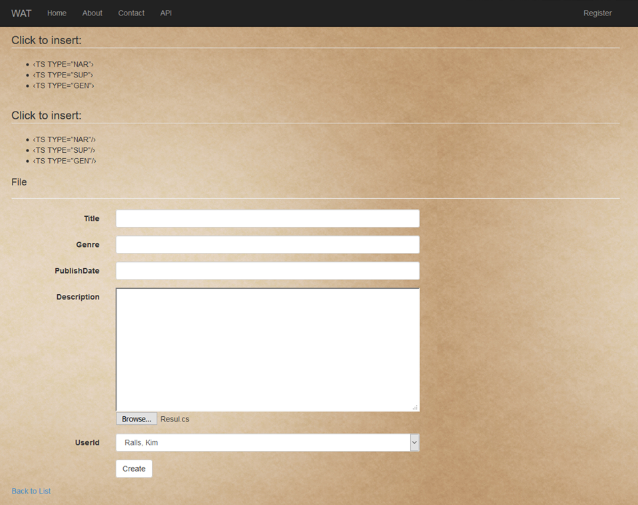 WAT Home About Contact API Register
Click to insert:
‹TS TYPE="NAR"›
‹TS TYPE="SUP"›
‹TS TYPE="GEN"›
Click to insert:
‹TS TYPE="NAR"/›
‹TS TYPE="SUP"/›
‹TS TYPE="GEN"/›
File
Title
Genre
PublishDate
Description
Browse... Resul.cs
UserId Ralls, Kim
Create
Back to List